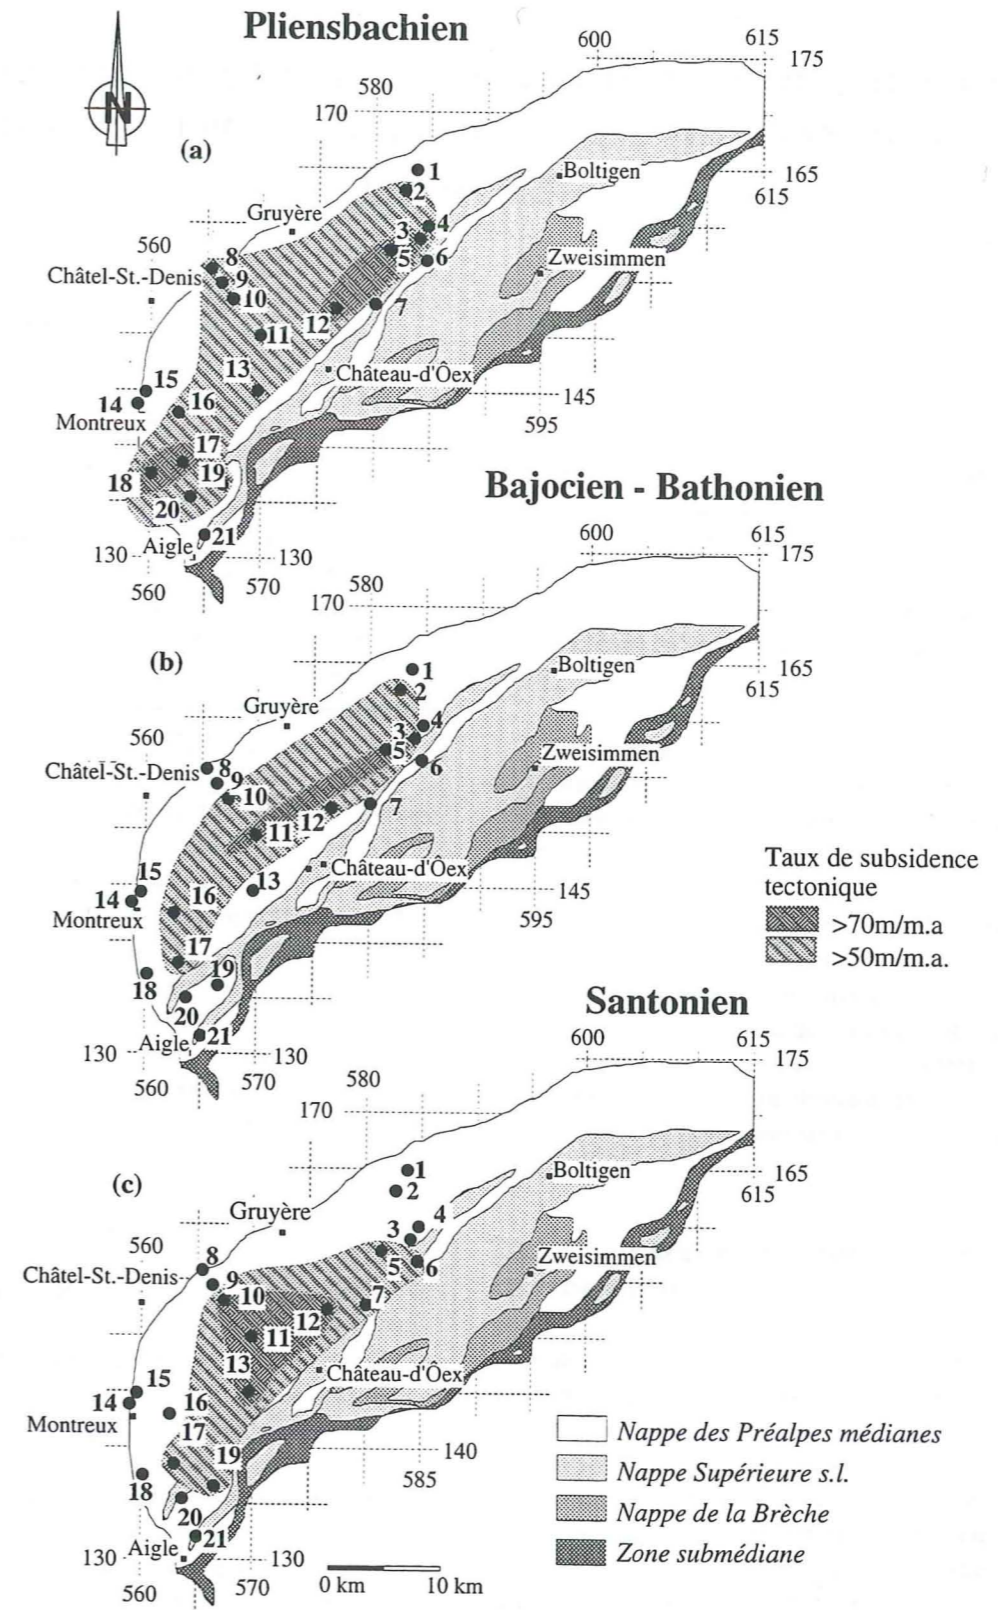 Pliensbachien
N
(a)
600
615
175
580
170
1
2
Boltigen
165
615
Gruyère
560
3
4
5
6
Zweisimmen
8
Châtel-St.-Denis
9
10
7
12
11
13
Château-d'Öex
15
14
16
145
Montreux
595
17
18
19
20
21
Aigle
130
130
560
570
Bajocien - Bathonien
600
615
175
580
170
(b)
1
2
Boltigen
165
615
Gruyère
560
3
4
5
6
Zweisimmen
8
Châtel-St.-Denis
9
10
7
12
11
13
Château-d'Öex
15
14
16
145
Montreux
595
17
18
19
20
21
Aigle
130
130
560
570
Taux de subsidence
tectonique
>70m/m.a
>50m/m.a.
Santonien
600
615
175
580
170
(c)
1
2
Boltigen
165
615
Gruyère
560
3
4
5
6
Zweisimmen
8
Châtel-St.-Denis
9
10
7
12
11
13
Château-d'Öex
15
14
16
Montreux
17
19
140
18
585
20
21
Aigle
130
130
560
570
0 km
10 km
Nappe des Préalpes médianes
Nappe Supérieure s.l.
Nappe de la Brèche
Zone submédiane